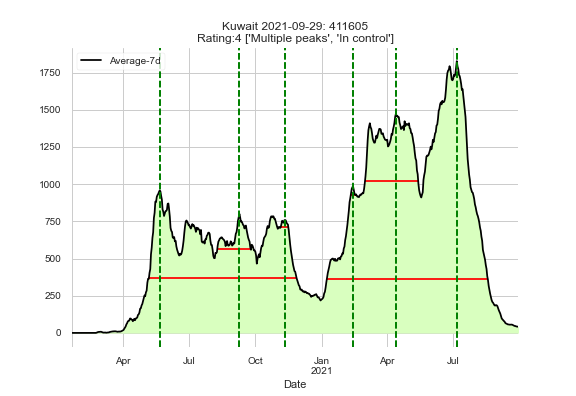 Kuwait 2021-09-29: 411605
Rating:4 ['Multiple peaks', 'In control']
Average-7d
1750
1500
1250
1000
750
500
250
0
Apr
Jul
Oct
Jan
2021
Apr
Jul
Date